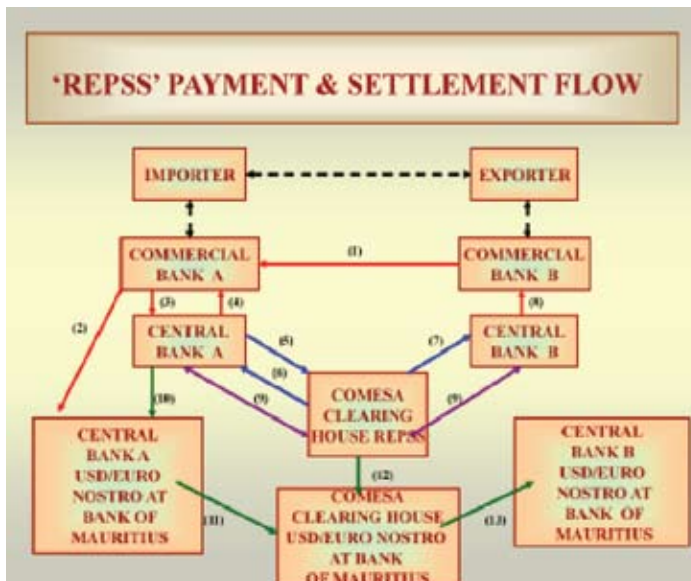 'REPSS' PAYMENT & SETTLEMENT FLOW
IMPORTER
EXPORTER
COMMERCIAL
BANK A
(1)
COMMERCIAL
BANK B
(2)
(3)
(4)
(8)
CENTRAL
BANK A
(5)
(7)
CENTRAL
BANK B
(6)
(9)
(9)
COMESA
CLEARING
HOUSE REPSS
(10)
CENTRAL
BANK A
USD/EURO
NOSTRO AT
BANK OF
MAURITIUS
(11)
(12)
COMESA
CLEARING HOUSE
USD/EURO NOSTRO
AT BANK
OF MAURITIUS
(13)
CENTRAL
BANK B
USD/EURO
NOSTRO AT
BANK OF
MAURITIUS